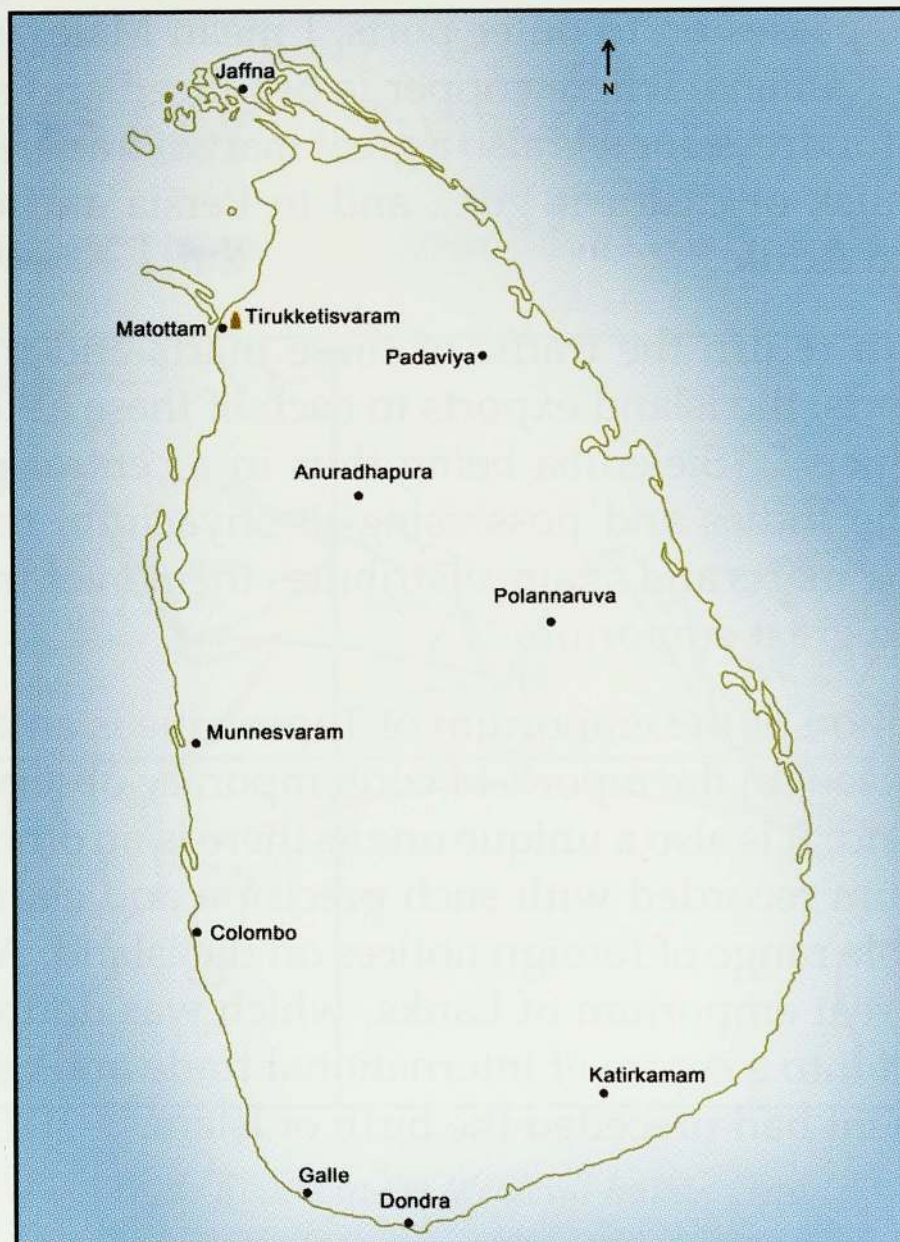 Jaffna
N
Tirukketisvaram
Matottam
Padaviya
Anuradhapura
Polannaruva
Munnesvaram
Colombo
Katirkamam
Galle
Dondra